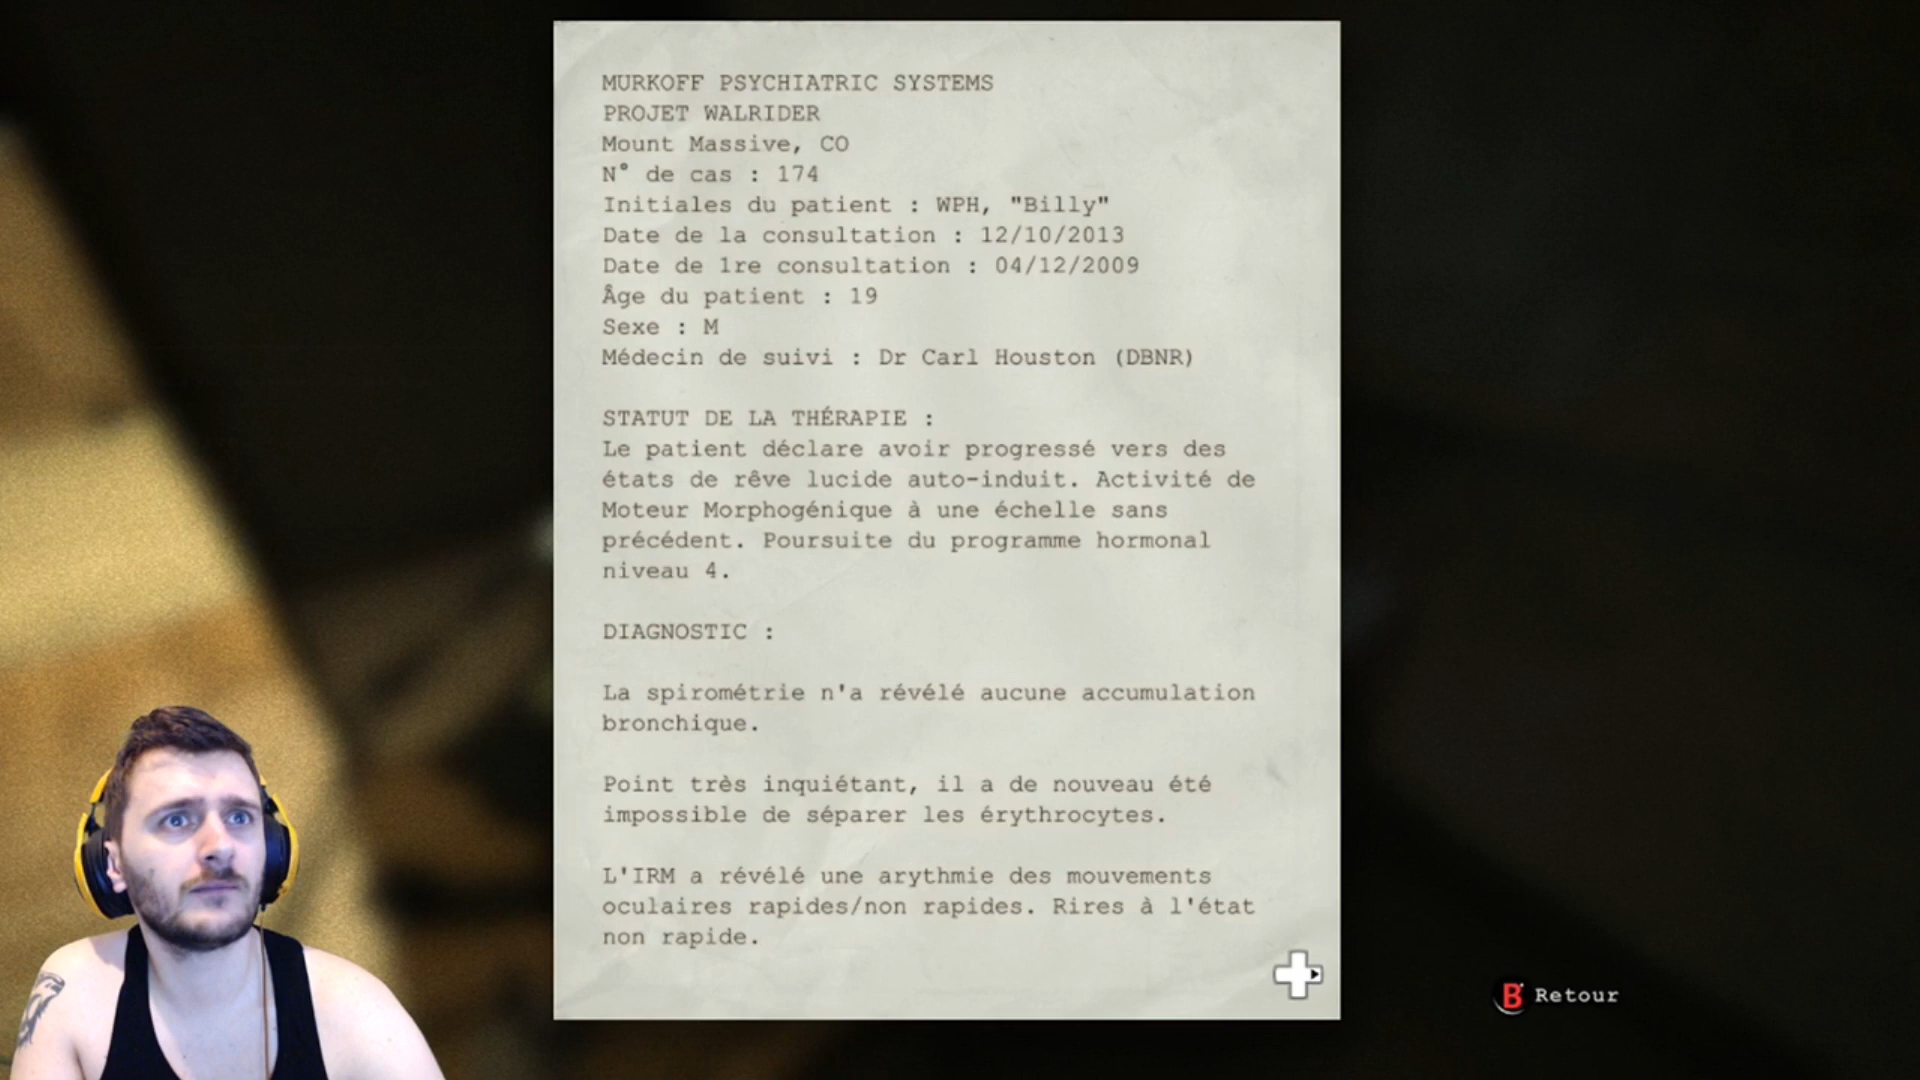 MURKOFF PSYCHIATRIC SYSTEMS
PROJET WALRIDER
Mount Massive, CO
N° de cas : 174
Initiales du patient : WPH, "Billy"
Date de la consultation : 12/10/2013
Date de 1re consultation : 04/12/2009
Âge du patient : 19
Sexe : M
Médecin de suivi : Dr Carl Houston (DBNR)
STATUT DE LA THÉRAPIE :
Le patient déclare avoir progressé vers des
états de rêve lucide auto-induit. Activité de
Moteur Morphogénique à une échelle sans
précédent. Poursuite du programme hormonal
niveau 4.
DIAGNOSTIC :
La spirométrie n'a révélé aucune accumulation
bronchique.
Point très inquiétant, il a de nouveau été
impossible de séparer les érythrocytes.
L'IRM a révélé une arythmie des mouvements
oculaires rapides/non rapides. Rires à l'état
non rapide.
B Retour